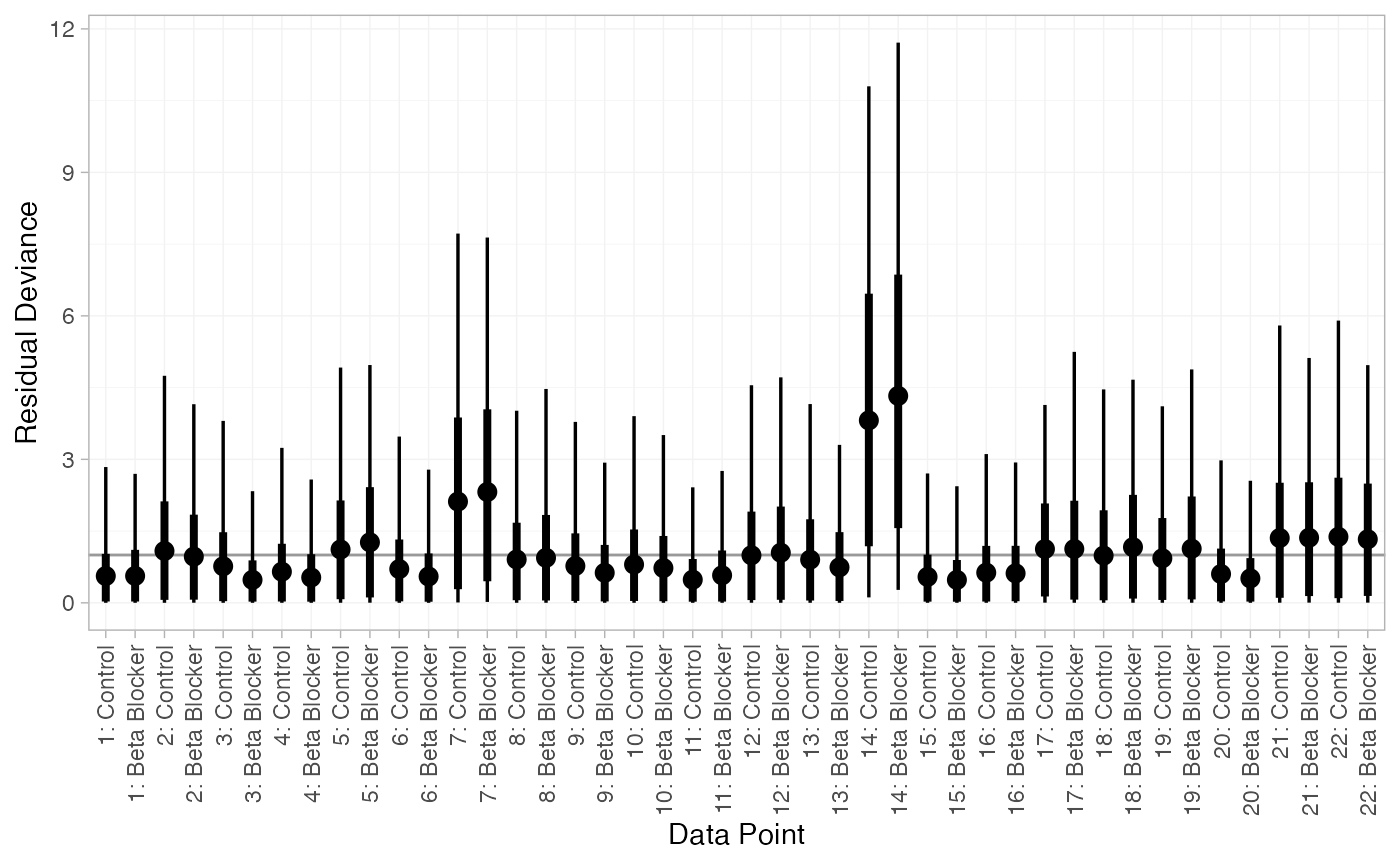 12
9
6
3
0
Residual Deviance
1: Control
1: Beta Blocker
2: Control
2: Beta Blocker
3: Control
3: Beta Blocker
4: Control
4: Beta Blocker
5: Control
5: Beta Blocker
6: Control
6: Beta Blocker
7: Control
7: Beta Blocker
8: Control
8: Beta Blocker
9: Control
9: Beta Blocker
10: Control
10: Beta Blocker
11: Control
11: Beta Blocker
12: Control
12: Beta Blocker
13: Control
13: Beta Blocker
14: Control
14: Beta Blocker
15: Control
15: Beta Blocker
16: Control
16: Beta Blocker
17: Control
17: Beta Blocker
18: Control
18: Beta Blocker
19: Control
19: Beta Blocker
20: Control
20: Beta Blocker
21: Control
21: Beta Blocker
22: Control
22: Beta Blocker
Data Point